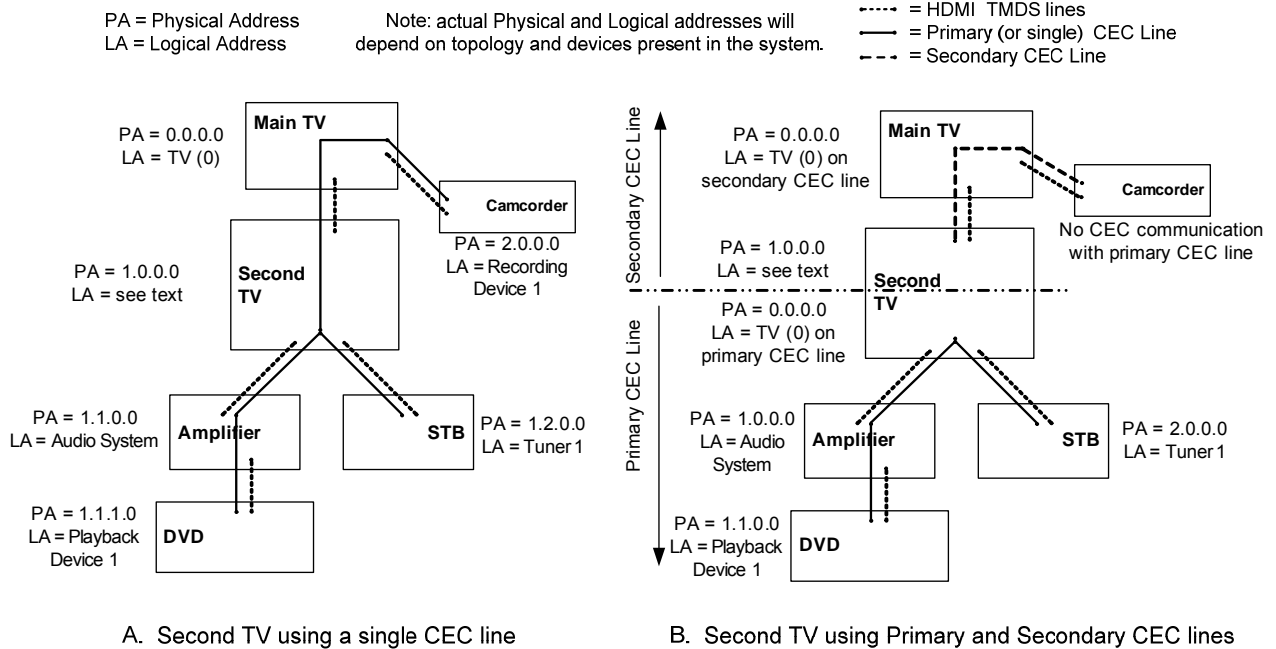 PA = Physical Address
LA = Logical Address
Note: actual Physical and Logical addresses will
depend on topology and devices present in the system.
= HDMI TMDS lines
= Primary (or single) CEC Line
= Secondary CEC Line
PA = 0.0.0.0
LA = TV (0)
Main TV
Camcorder
PA = 2.0.0.0
LA = Recording
Device 1
PA = 1.0.0.0
LA = see text
Second
TV
PA = 1.1.0.0
LA = Audio System
Amplifier
STB
PA = 1.2.0.0
LA = Tuner 1
PA = 1.1.1.0
LA = Playback
Device 1
DVD
A. Second TV using a single CEC line
Secondary CEC Line
Primary CEC Line
PA = 0.0.0.0
LA = TV (0) on
secondary CEC line
Main TV
Camcorder
No CEC communication
with primary CEC line
PA = 1.0.0.0
LA = see text
Second
TV
PA = 0.0.0.0
LA = TV (0) on
primary CEC line
PA = 1.0.0.0
LA = Audio
System
Amplifier
STB
PA = 2.0.0.0
LA = Tuner 1
PA = 1.1.0.0
LA = Playback
Device 1
DVD
B. Second TV using Primary and Secondary CEC lines